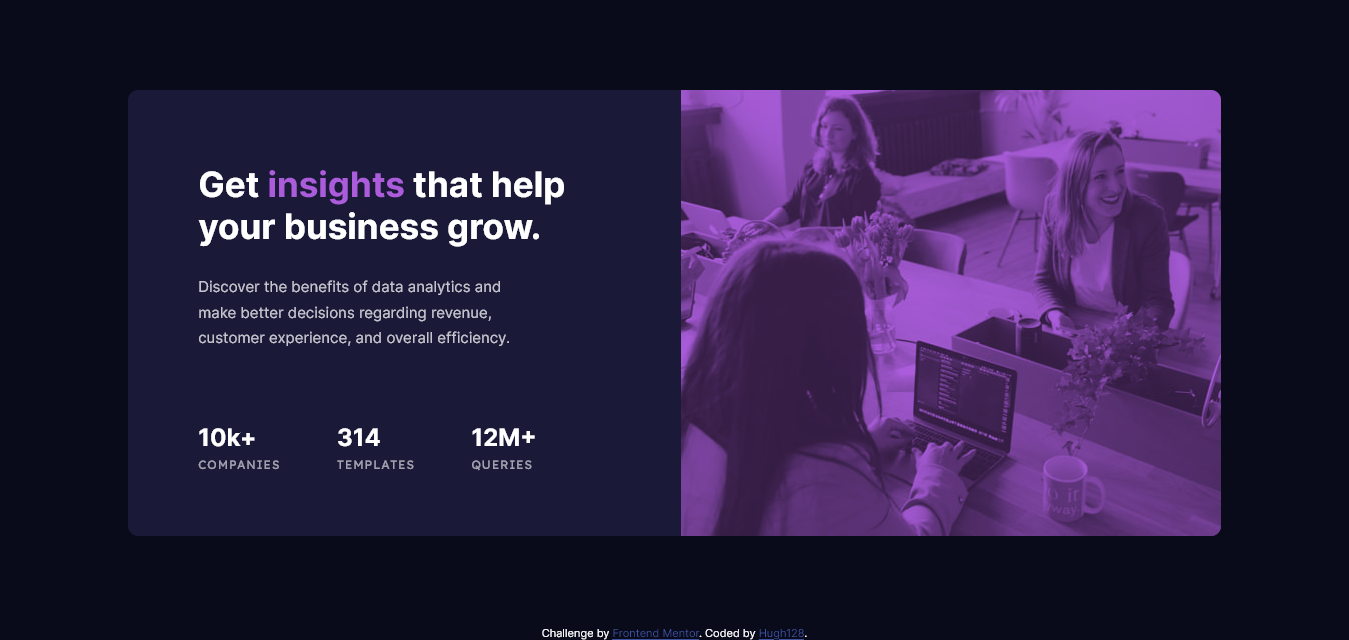 Get insights that help
your business grow.
Discover the benefits of data analytics and
make better decisions regarding revenue,
customer experience, and overall efficiency.
10k+ 314 12M+
COMPANIES TEMPLATES QUERIES
Challenge by Frontend Mentor. Coded by Hugh128.